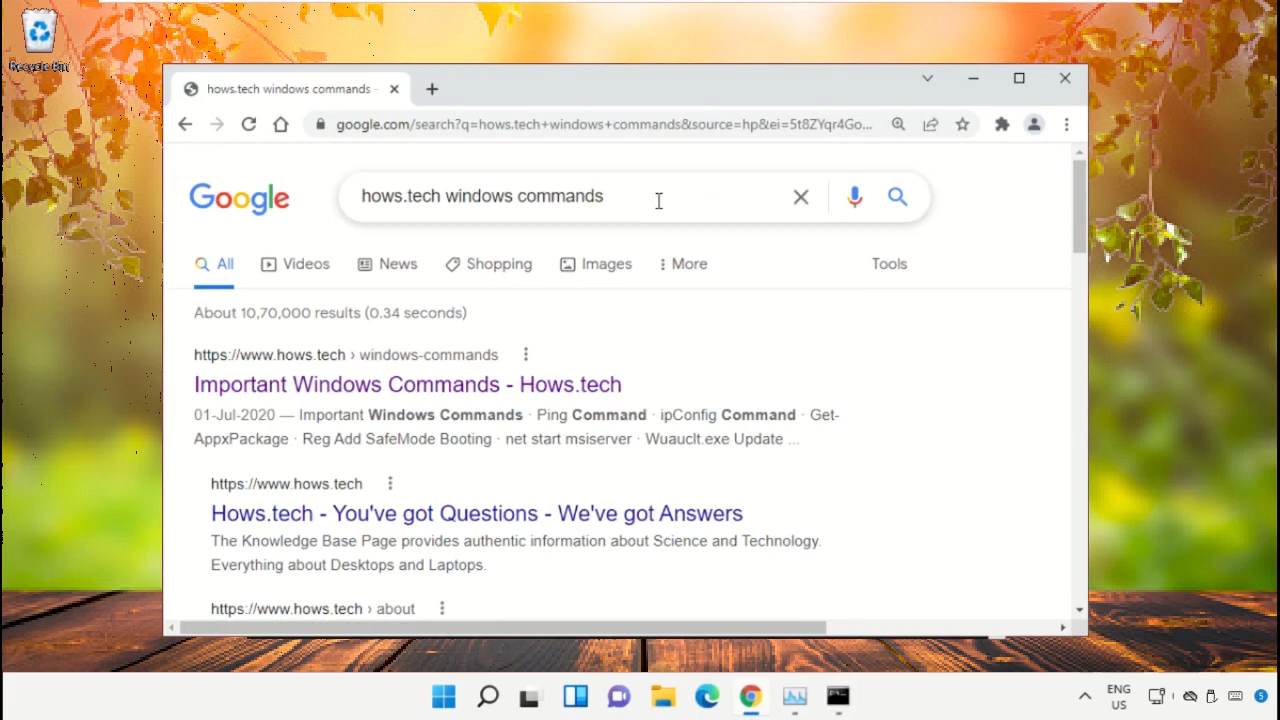 Recycle Bin
hows.tech windows commands -
google.com/search?q=hows.tech+windows+commands&source=hp&ei=5t8ZYqr4Go...
Google
hows.tech windows commands
All
Videos
News
Shopping
Images
More
Tools
About 10,70,000 results (0.34 seconds)
https://www.hows.tech › windows-commands
Important Windows Commands - Hows.tech
01-Jul-2020 — Important Windows Commands · Ping Command · ipConfig Command · Get-
AppxPackage · Reg Add SafeMode Booting · net start msiserver · Wuauclt.exe Update ...
https://www.hows.tech
Hows.tech - You've got Questions - We've got Answers
The Knowledge Base Page provides authentic information about Science and Technology.
Everything about Desktops and Laptops.
https://www.hows.tech › about
ENG
US
5